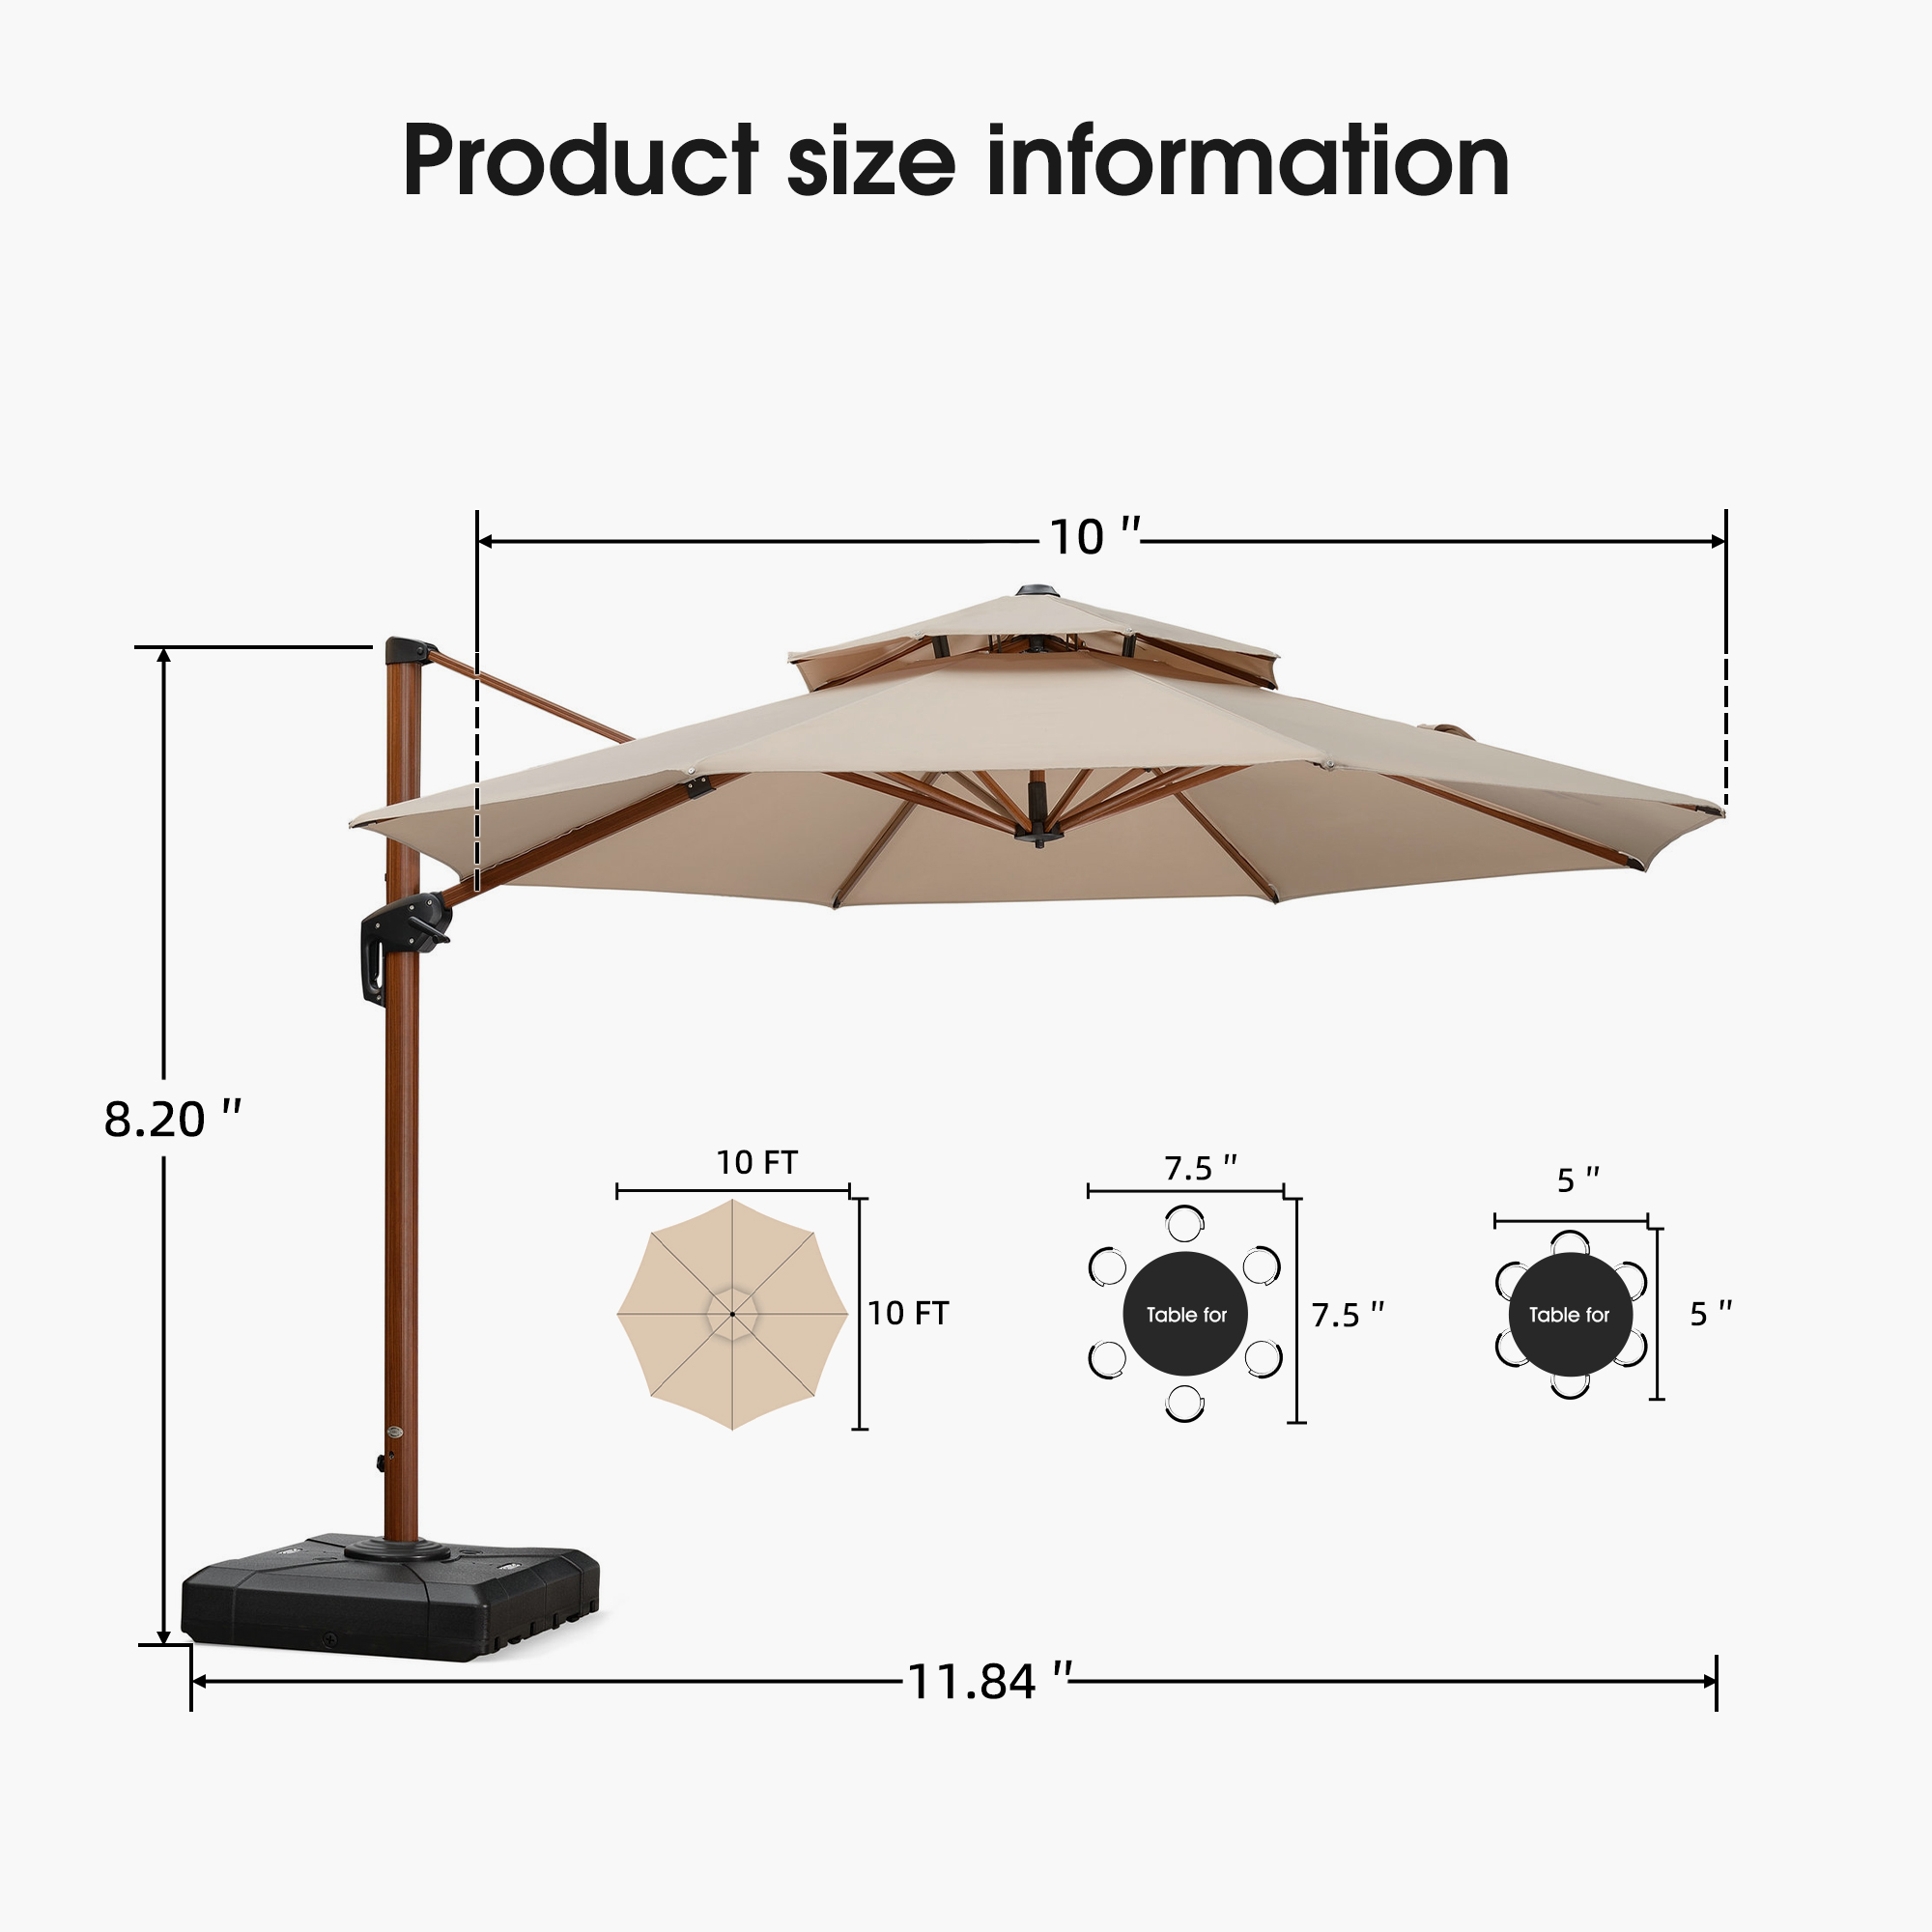 Product size information
10 "
8.20 "
10 FT
10 FT
7.5 "
Table for
7.5 "
5 "
Table for
5 "
11.84 "